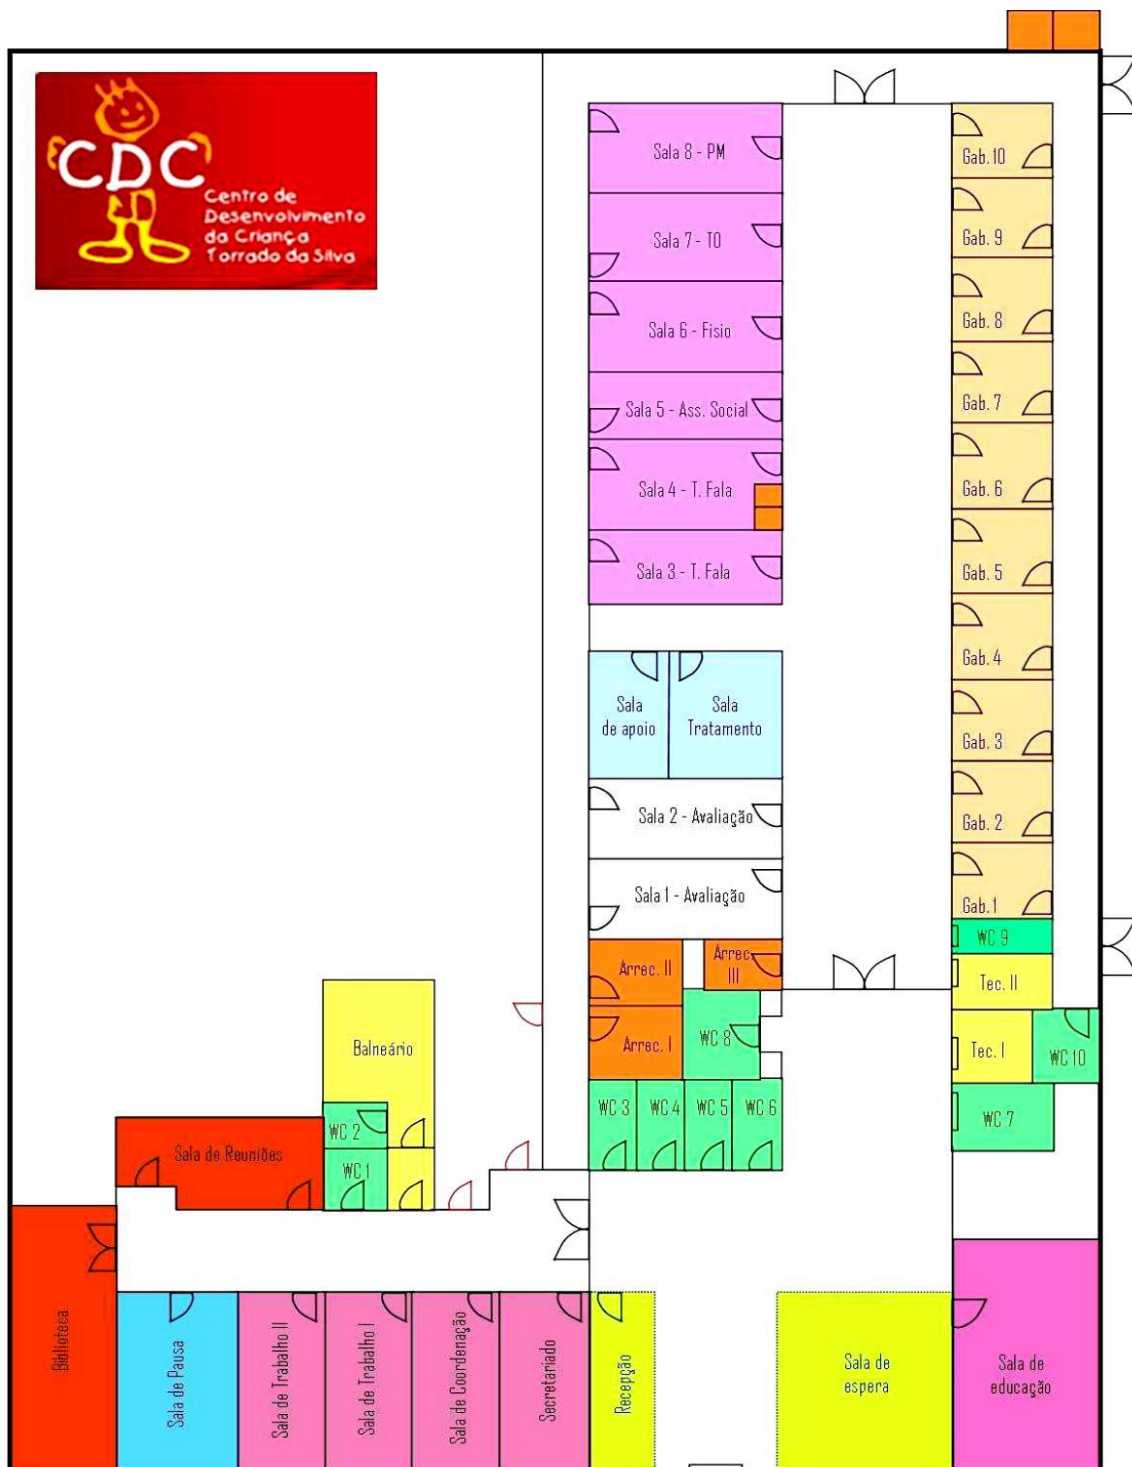 CDC
Centro de
Desenvolvimento
da Criança
Torrado da Silva
Sala 8 - PM
Sala 7 - TO
Sala 6 - Fisio
Sala 5 - Ass. Social
Sala 4 - T. Fala
Sala 3 - T. Fala
Sala
de apoio
Sala
Tratamento
Sala 2 - Avaliação
Sala 1 - Avaliação
Arrec. II
Arrec.
III
Arrec. I
WC 8
WC 3
WC 4
WC 5
WC 6
Gab. 10
Gab. 9
Gab. 8
Gab. 7
Gab. 6
Gab. 5
Gab. 4
Gab. 3
Gab. 2
Gab. 1
WC 9
Tec. II
Tec. I
WC 10
WC 7
Balneário
WC 2
WC 1
Sala de Reuniões
Biblioteca
Sala de Pausa
Sala de Trabalho II
Sala de Trabalho I
Sala de Coordenação
Secretariado
Recepção
Sala de
espera
Sala de
educação